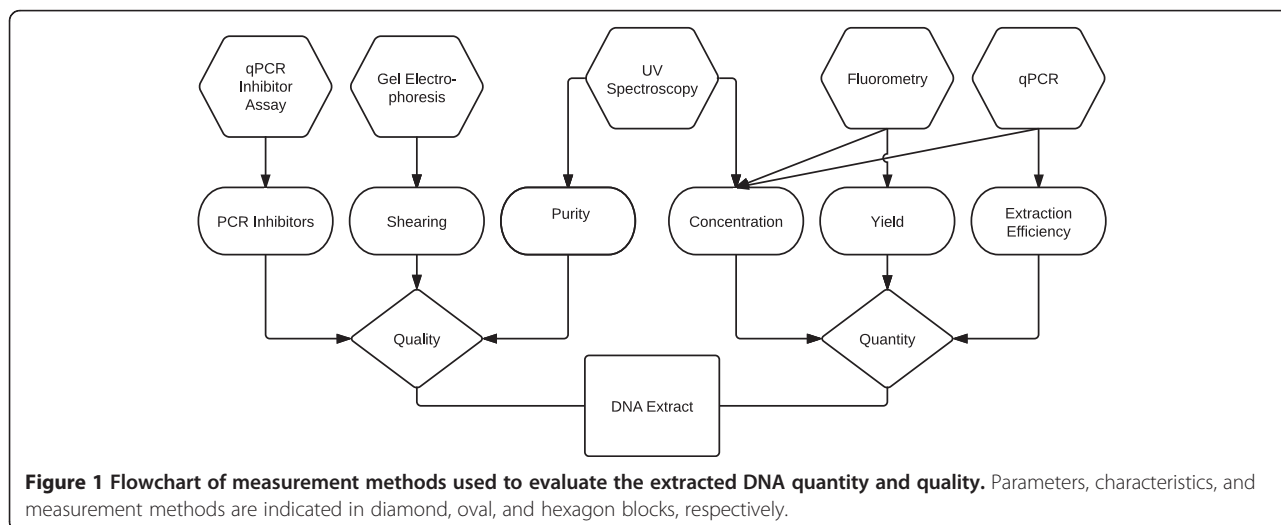 qPCR
Inhibitor
Assay
Gel Electro-
phoresis
UV
Spectroscopy
Fluorometry
qPCR
PCR Inhibitors
Shearing
Purity
Concentration
Yield
Extraction
Efficiency
Quality
Quantity
DNA Extract
Figure 1 Flowchart of measurement methods used to evaluate the extracted DNA quantity and quality. Parameters, characteristics, and
measurement methods are indicated in diamond, oval, and hexagon blocks, respectively.